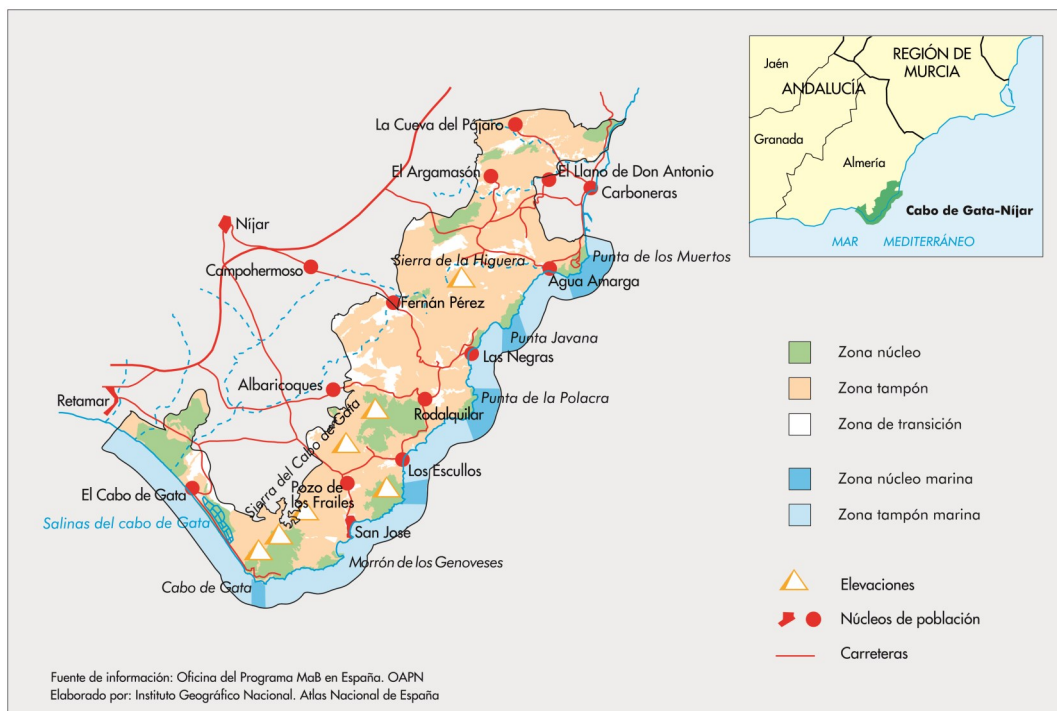 La Cueva del Pájaro
El Argamasón
El Llano de Don Antonio
Carboneras
Níjar
Campohermoso
Sierra de la Higuera
Punta de los Muertos
Agua Amarga
Fernán Pérez
Punta Javana
Las Negras
Albaricoques
Retamar
Punta de la Polacra
Rodalquilar
Sierra del Cabo de Gata
Los Escullos
El Cabo de Gata
Pozo de
los Frailes
Salinas del cabo de Gata
San José
Morrón de los Genoveses
Cabo de Gata
Jaén
REGIÓN DE
MURCIA
ANDALUCÍA
Granada
Almería
Cabo de Gata-Níjar
MAR MEDITERRÁNEO
Zona núcleo
Zona tampón
Zona de transición
Zona núcleo marina
Zona tampón marina
Elevaciones
Núcleos de población
Carreteras
Fuente de información: Oficina del Programa MaB en España. OAPN
Elaborado por: Instituto Geográfico Nacional. Atlas Nacional de España